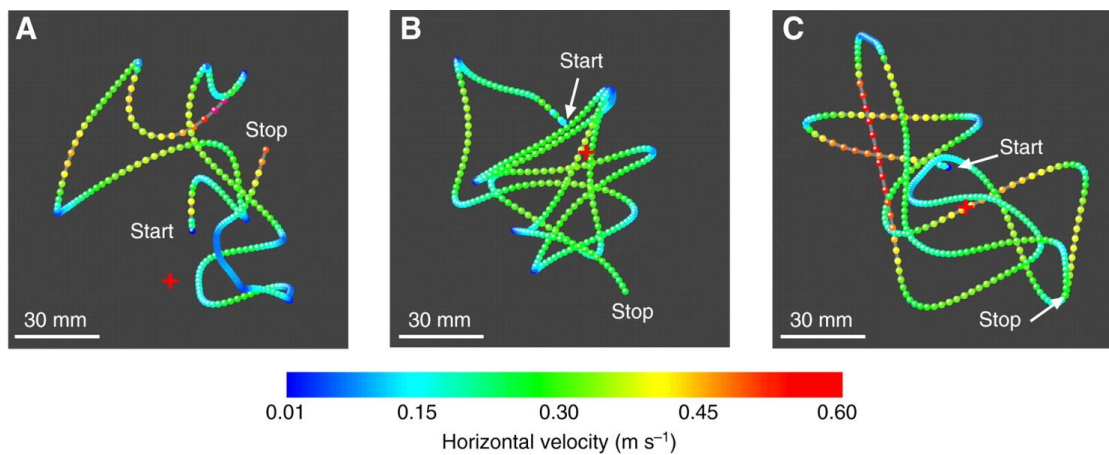 A
Stop
Start
30 mm
B
Start
Stop
30 mm
C
Start
Stop
30 mm
0.01 0.15 0.30 0.45 0.60
Horizontal velocity (m s⁻¹)